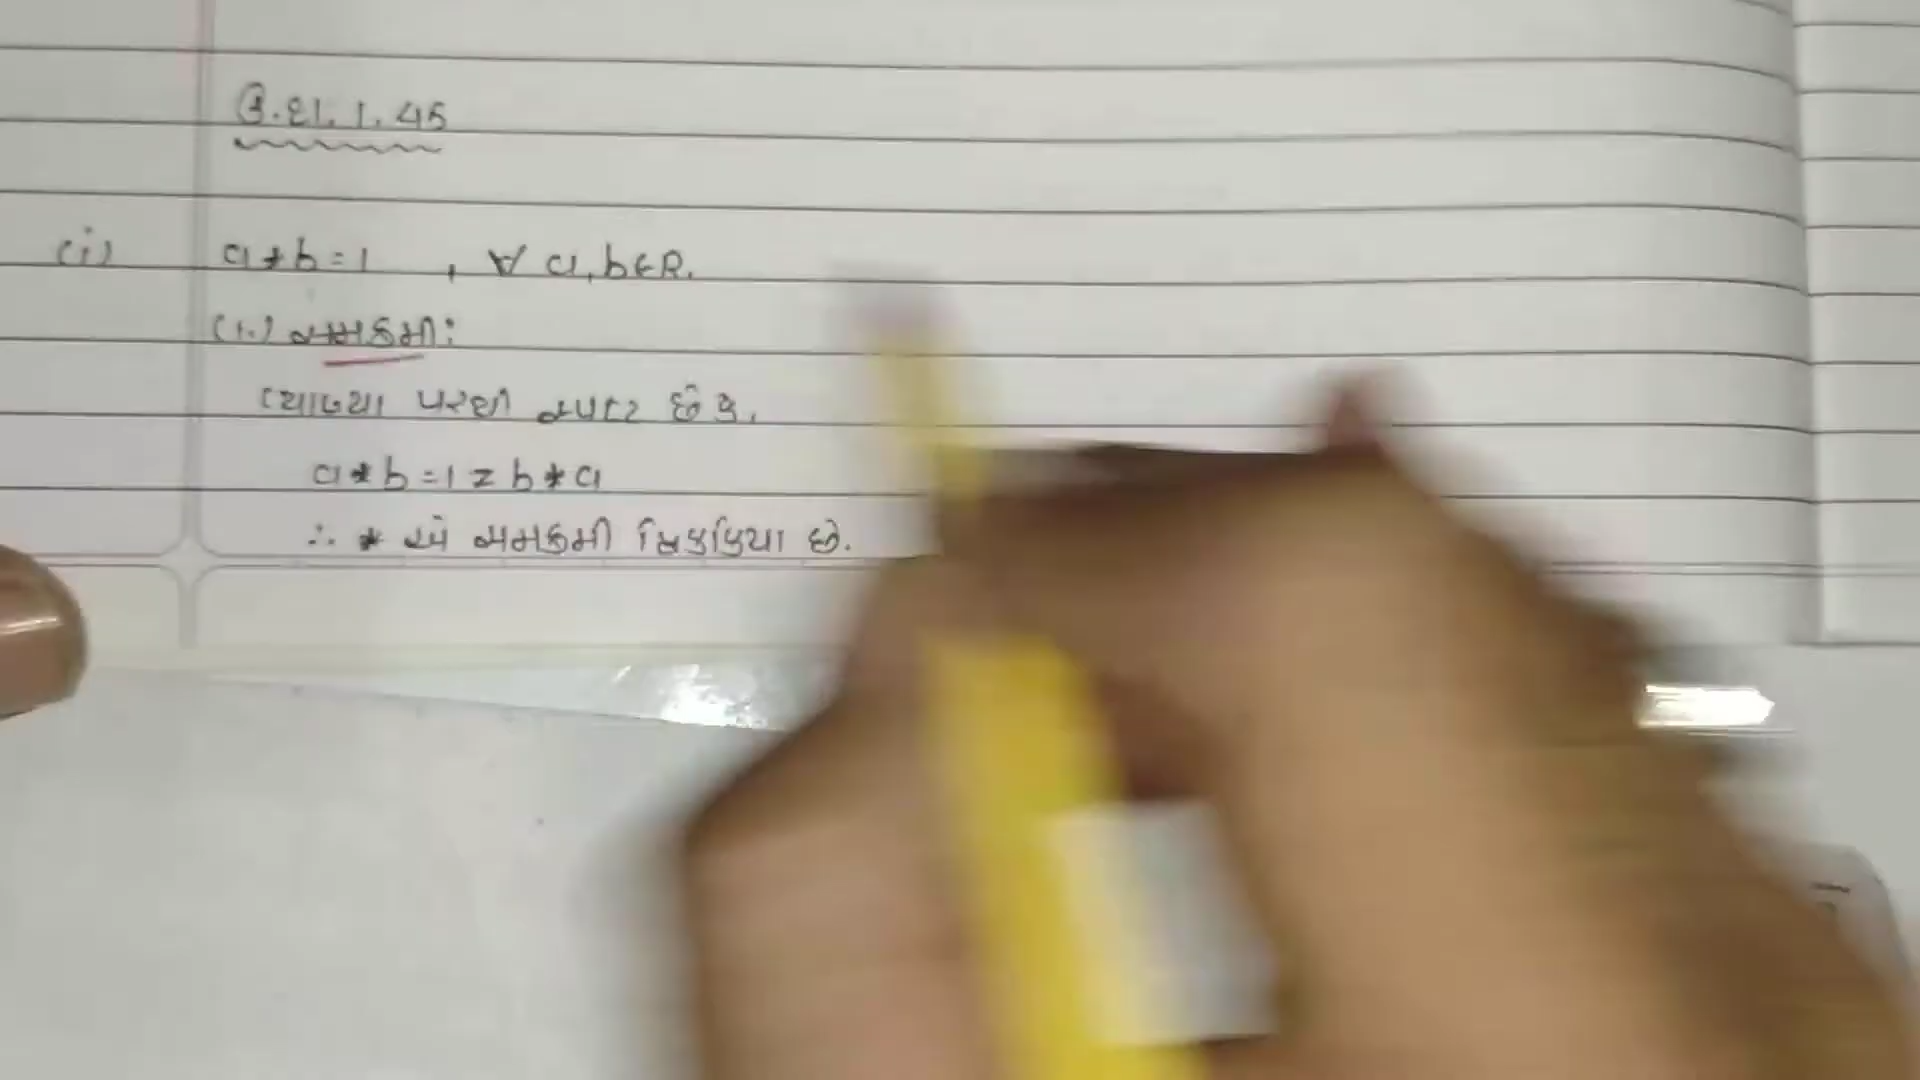 ઉ.દા. 1. 45
(i) a * b = 1 , ∀ a, b ∈ R.
(1.) સમક્રમી:
વ્યાખ્યા પરથી સ્પષ્ટ છે કે,
a * b = 1 = b * a
∴ * એ સમક્રમી દ્વિક્રિયા છે.